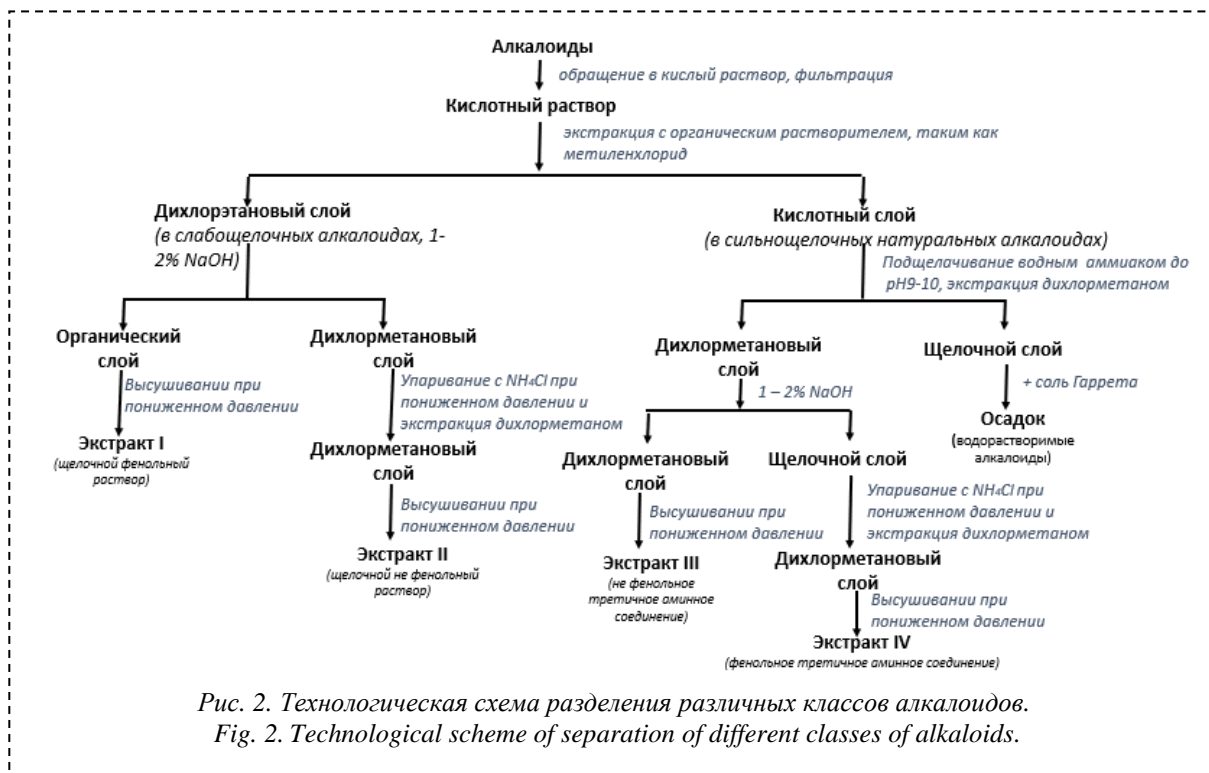 Алкалоиды
обращение в кислый раствор, фильтрация
Кислотный раствор
экстракция с органическим растворителем, таким как
метиленхлорид
Дихлорэтановый слой
(в слабощелочных алкалоидах, 1-
2% NaOH)
Кислотный слой
(в сильнощелочных натуральных алкалоидах)
Подщелачивание водным аммиаком до
pH9-10, экстракция дихлорметаном
Органический
слой
Высушивании при
пониженном давлении
Экстракт I
(щелочной фенольный
раствор)
Дихлорметановый
слой
Упаривание с NH₄Cl при
пониженном давлении и
экстракция дихлорметаном
Дихлорметановый
слой
Высушивании при
пониженном давлении
Экстракт II
(щелочной не фенольный
раствор)
Дихлорметановый
слой
1 – 2% NaOH
Дихлорметановый
слой
Высушивании при
пониженном давлении
Экстракт III
(не фенольное
третичное аминное
соединение)
Щелочной слой
Упаривание с NH₄Cl при
пониженном давлении и
экстракция дихлорметаном
Дихлорметановый
слой
Высушивании при
пониженном давлении
Экстракт IV
(фенольное третичное аминное соединение)
Щелочной слой
+ соль Гаррета
Осадок
(водорастворимые
алкалоиды)
Рис. 2. Технологическая схема разделения различных классов алкалоидов.
Fig. 2. Technological scheme of separation of different classes of alkaloids.